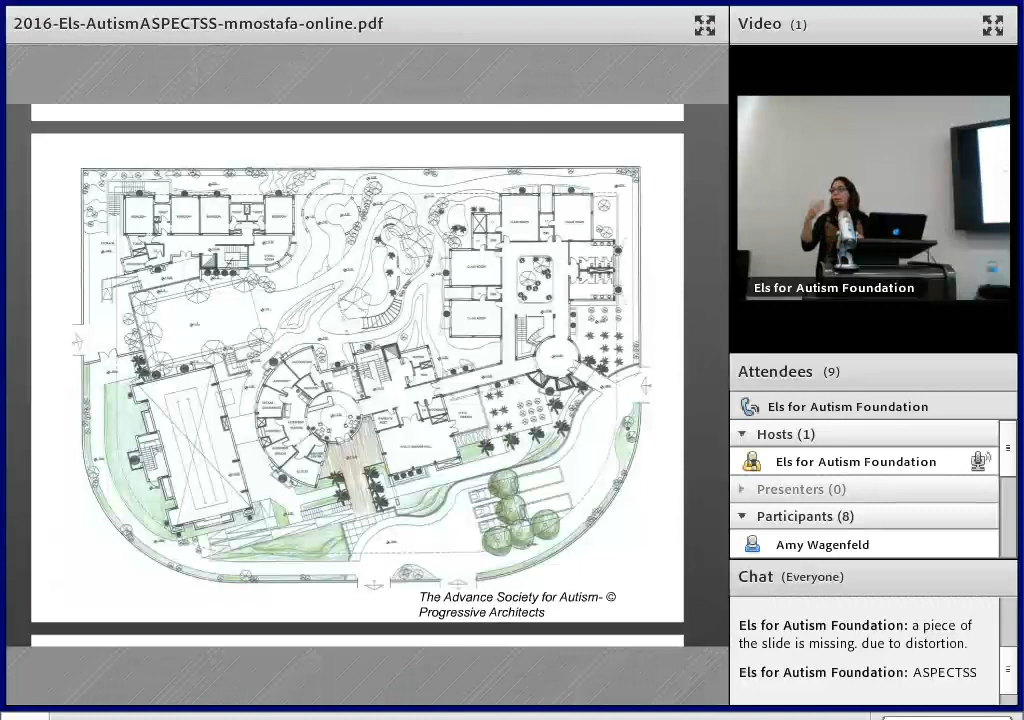 2016-Els-AutismASPECTSS-mmostafa-online.pdf
The Advance Society for Autism- ©
Progressive Architects
Video (1)
Els for Autism Foundation
Attendees (9)
Els for Autism Foundation
Hosts (1)
Els for Autism Foundation
Presenters (0)
Participants (8)
Amy Wagenfeld
Chat (Everyone)
Els for Autism Foundation: a piece of
the slide is missing. due to distortion.
Els for Autism Foundation: ASPECTSS